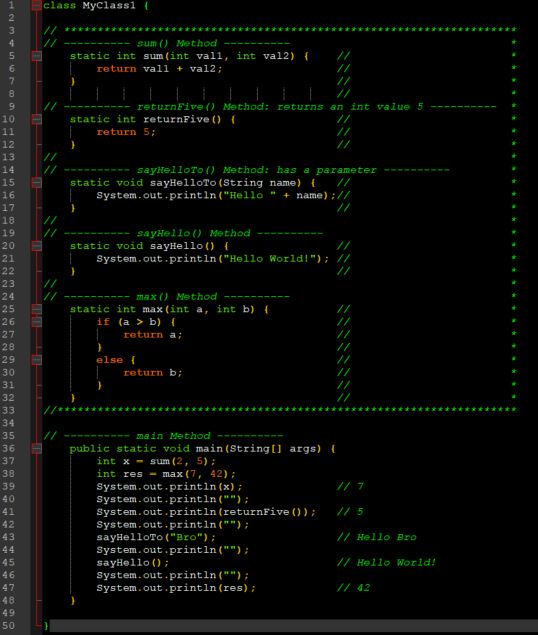 1 class MyClass1 {
2
3 // ********************************************************************
4 // ---------- sum() Method ---------- *
5 static int sum(int val1, int val2) { // *
6 return val1 + val2; // *
7 } // *
8 // *
9 // ---------- returnFive() Method: returns an int value 5 ---------- *
10 static int returnFive() { // *
11 return 5; // *
12 } // *
13 // *
14 // ---------- sayHelloTo() Method: has a parameter ---------- *
15 static void sayHelloTo(String name) { // *
16 System.out.println("Hello " + name);// *
17 } // *
18 // *
19 // ---------- sayHello() Method ---------- *
20 static void sayHello() { // *
21 System.out.println("Hello World!"); // *
22 } // *
23 // *
24 // ---------- max() Method ---------- *
25 static int max(int a, int b) { // *
26 if (a > b) { // *
27 return a; // *
28 } // *
29 else { // *
30 return b; // *
31 } // *
32 } // *
33 //*********************************************************************
34
35 // ---------- main Method ----------
36 public static void main(String[] args) {
37 int x = sum(2, 5);
38 int res = max(7, 42);
39 System.out.println(x); // 7
40 System.out.println("");
41 System.out.println(returnFive()); // 5
42 System.out.println("");
43 sayHelloTo("Bro"); // Hello Bro
44 System.out.println("");
45 sayHello(); // Hello World!
46 System.out.println("");
47 System.out.println(res); // 42
48 }
49
50 }